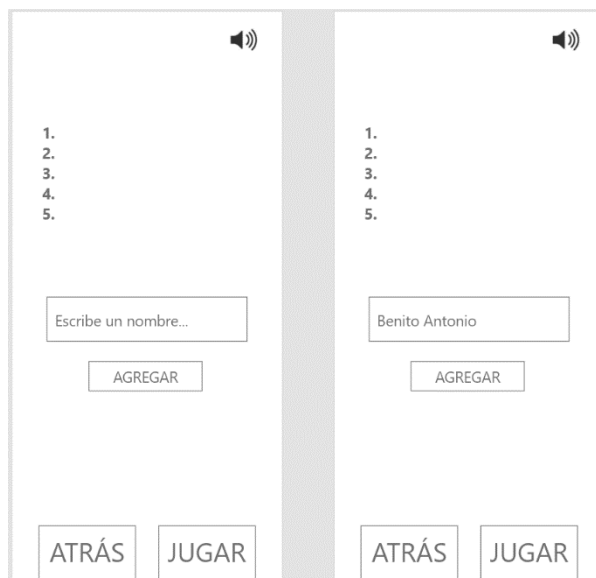 1.
2.
3.
4.
5.
Escribe un nombre...
AGREGAR
ATRÁS
JUGAR
1.
2.
3.
4.
5.
Benito Antonio
AGREGAR
ATRÁS
JUGAR